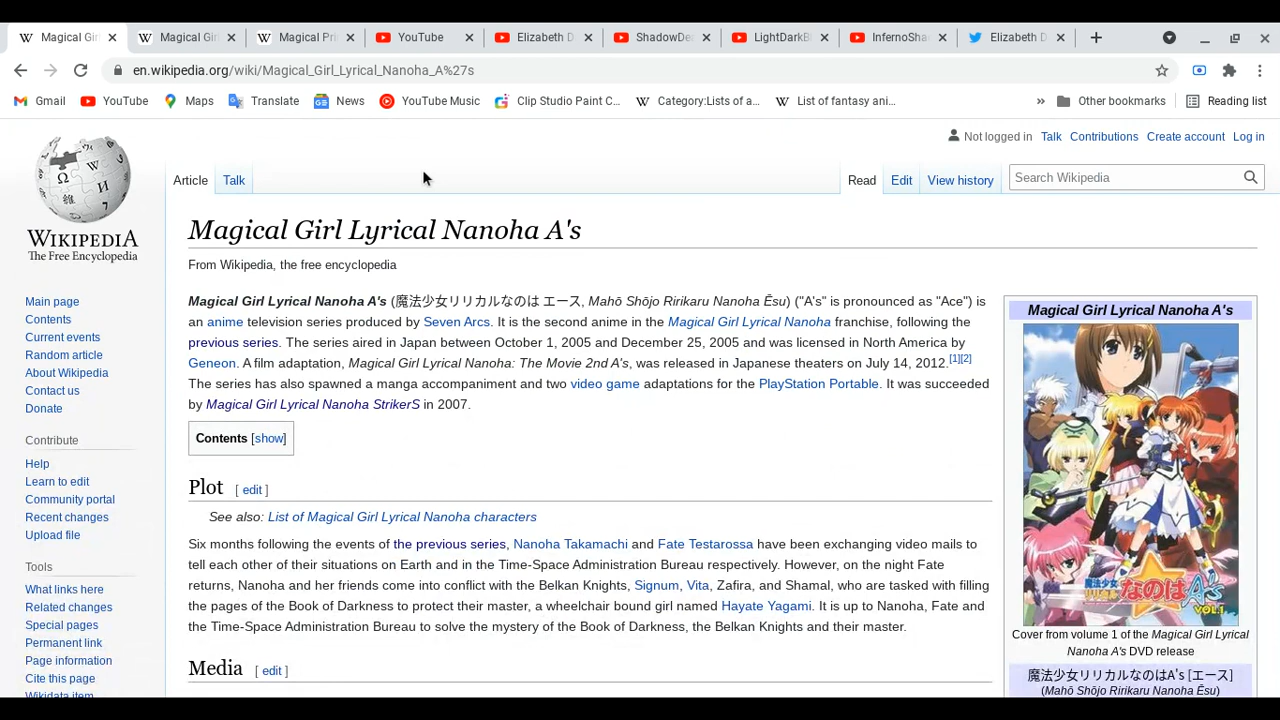 Magical Gir
Magical Gir
Magical Pri
YouTube
Elizabeth D
ShadowDea
LightDarkB
InfernoSha
Elizabeth D
en.wikipedia.org/wiki/Magical_Girl_Lyrical_Nanoha_A%27s
Gmail
YouTube
Maps
Translate
News
YouTube Music
Clip Studio Paint C...
Category:Lists of a...
List of fantasy ani...
»
Other bookmarks
Reading list
Not logged in
Talk
Contributions
Create account
Log in
Article
Talk
Read
Edit
View history
Search Wikipedia
WIKIPEDIA
The Free Encyclopedia
Main page
Contents
Current events
Random article
About Wikipedia
Contact us
Donate
Contribute
Help
Learn to edit
Community portal
Recent changes
Upload file
Tools
What links here
Related changes
Special pages
Permanent link
Page information
Cite this page
Wikidata item
Magical Girl Lyrical Nanoha A's
From Wikipedia, the free encyclopedia
Magical Girl Lyrical Nanoha A's (魔法少女リリカルなのは エース, Mahō Shōjo Ririkaru Nanoha Ēsu) ("A's" is pronounced as "Ace") is
an anime television series produced by Seven Arcs. It is the second anime in the Magical Girl Lyrical Nanoha franchise, following the
previous series. The series aired in Japan between October 1, 2005 and December 25, 2005 and was licensed in North America by
Geneon. A film adaptation, Magical Girl Lyrical Nanoha: The Movie 2nd A's, was released in Japanese theaters on July 14, 2012.[1][2]
The series has also spawned a manga accompaniment and two video game adaptations for the PlayStation Portable. It was succeeded
by Magical Girl Lyrical Nanoha StrikerS in 2007.
Contents [show]
Plot [ edit ]
See also: List of Magical Girl Lyrical Nanoha characters
Six months following the events of the previous series, Nanoha Takamachi and Fate Testarossa have been exchanging video mails to
tell each other of their situations on Earth and in the Time-Space Administration Bureau respectively. However, on the night Fate
returns, Nanoha and her friends come into conflict with the Belkan Knights, Signum, Vita, Zafira, and Shamal, who are tasked with filling
the pages of the Book of Darkness to protect their master, a wheelchair bound girl named Hayate Yagami. It is up to Nanoha, Fate and
the Time-Space Administration Bureau to solve the mystery of the Book of Darkness, the Belkan Knights and their master.
Media [ edit ]
Magical Girl Lyrical Nanoha A's
魔法少女
リリカル
なのは A's
VOL.1
Cover from volume 1 of the Magical Girl Lyrical
Nanoha A's DVD release
魔法少女リリカルなのはA's [エース]
(Mahō Shōjo Ririkaru Nanoha Ēsu)